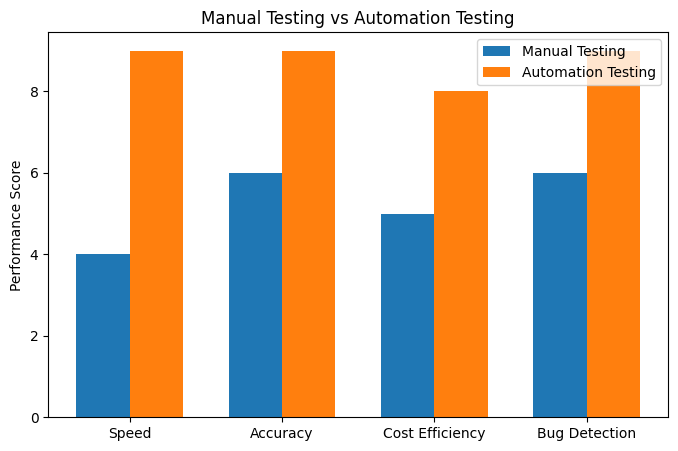 Manual Testing vs Automation Testing
Manual Testing
Automation Testing
Performance Score
8
6
4
2
0
Speed
Accuracy
Cost Efficiency
Bug Detection